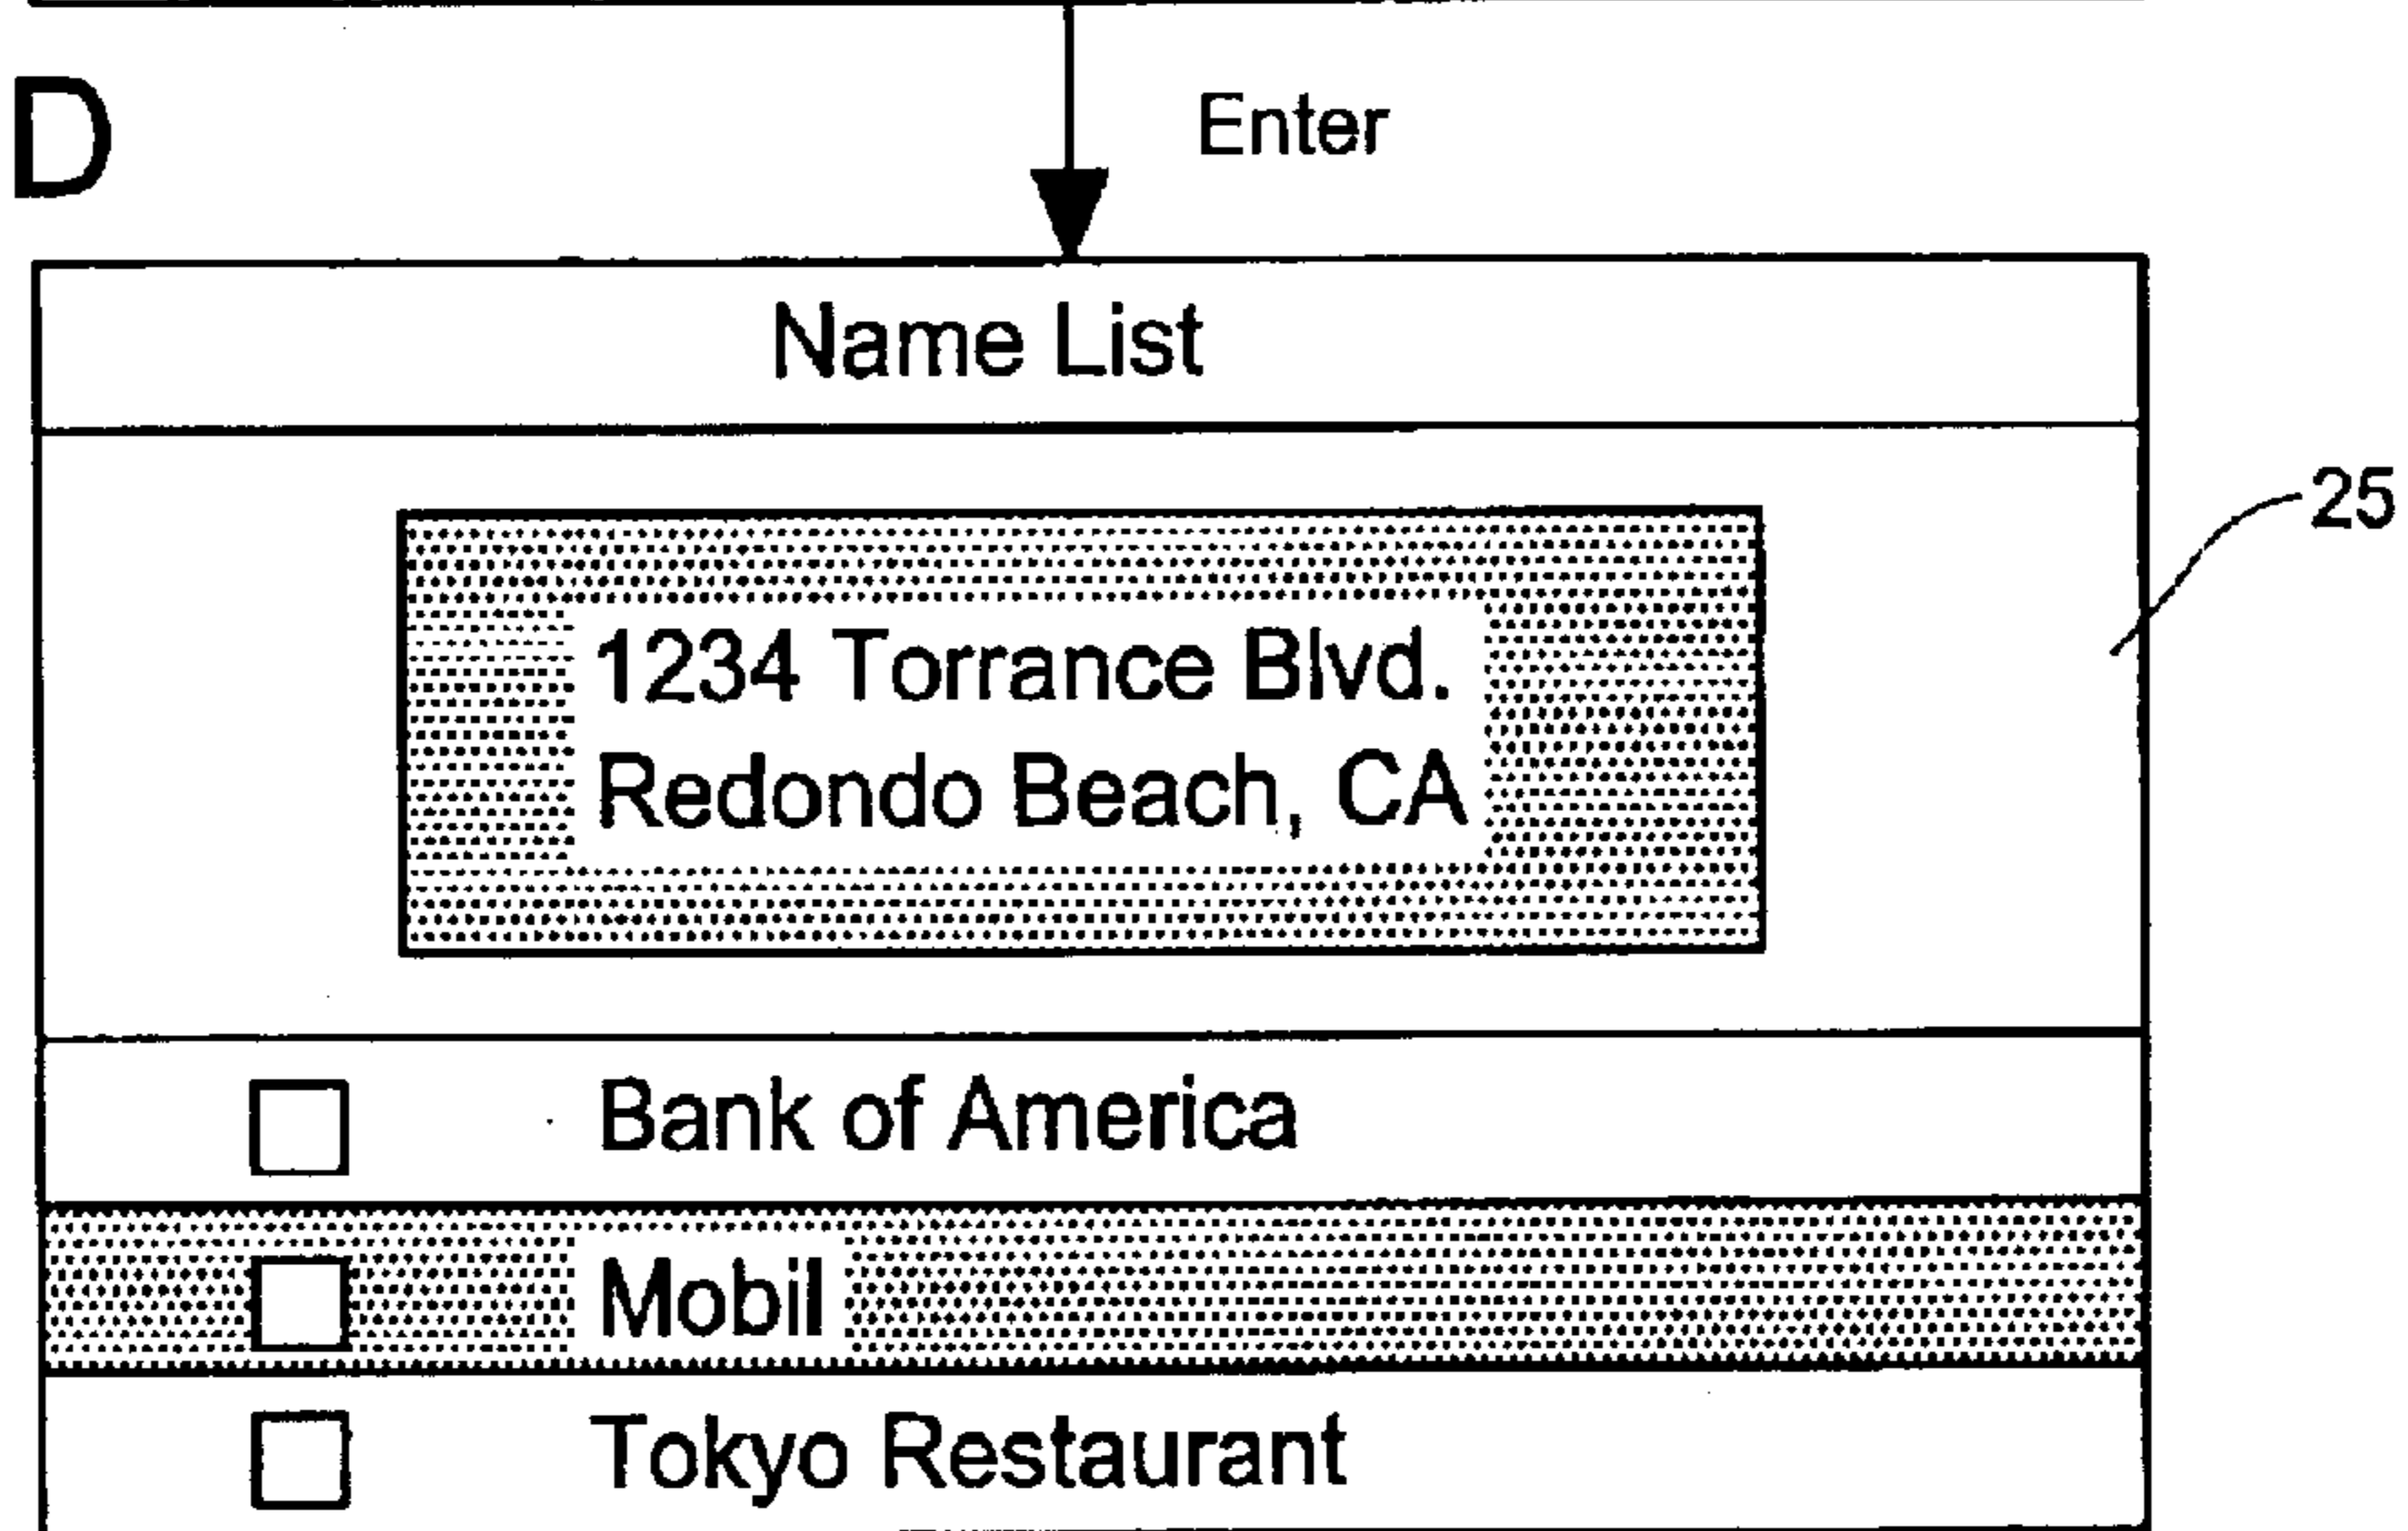 D
Enter
Name List
25
1234 Torrance Blvd.
Redondo Beach, CA
Bank of America
Mobil
Tokyo Restaurant